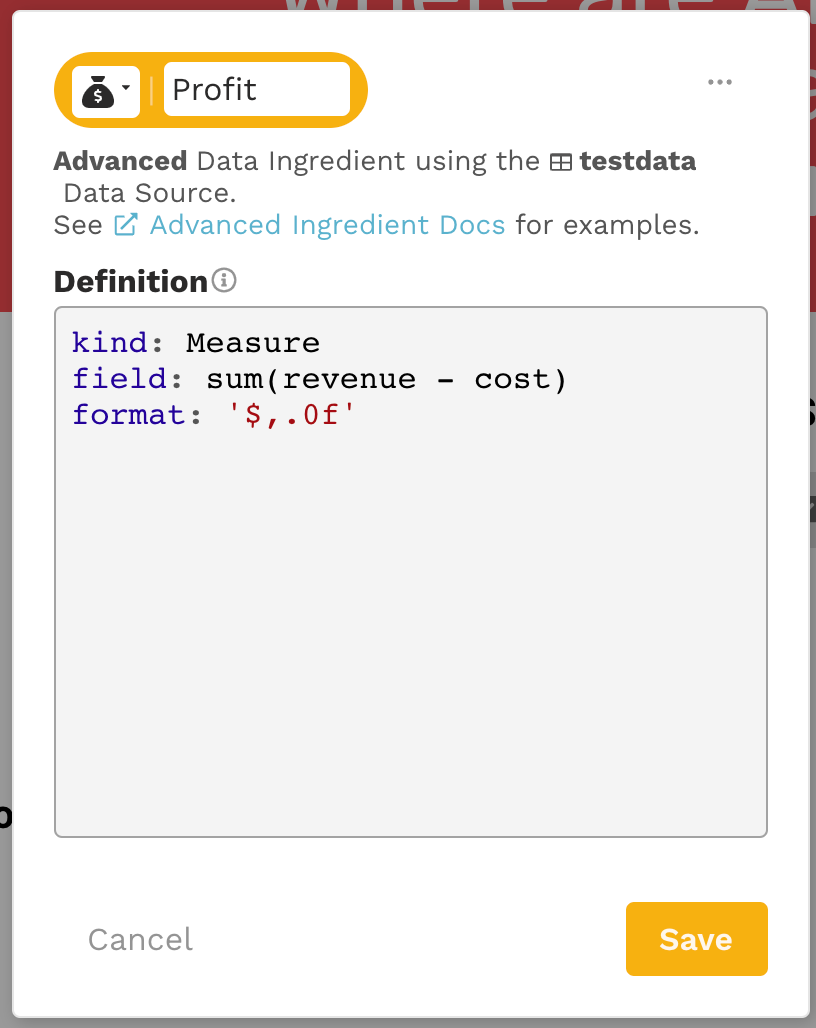 Profit
Advanced Data Ingredient using the testdata
Data Source.
See Advanced Ingredient Docs for examples.
Definition
kind: Measure
field: sum(revenue - cost)
format: '$,.0f'
Cancel
Save